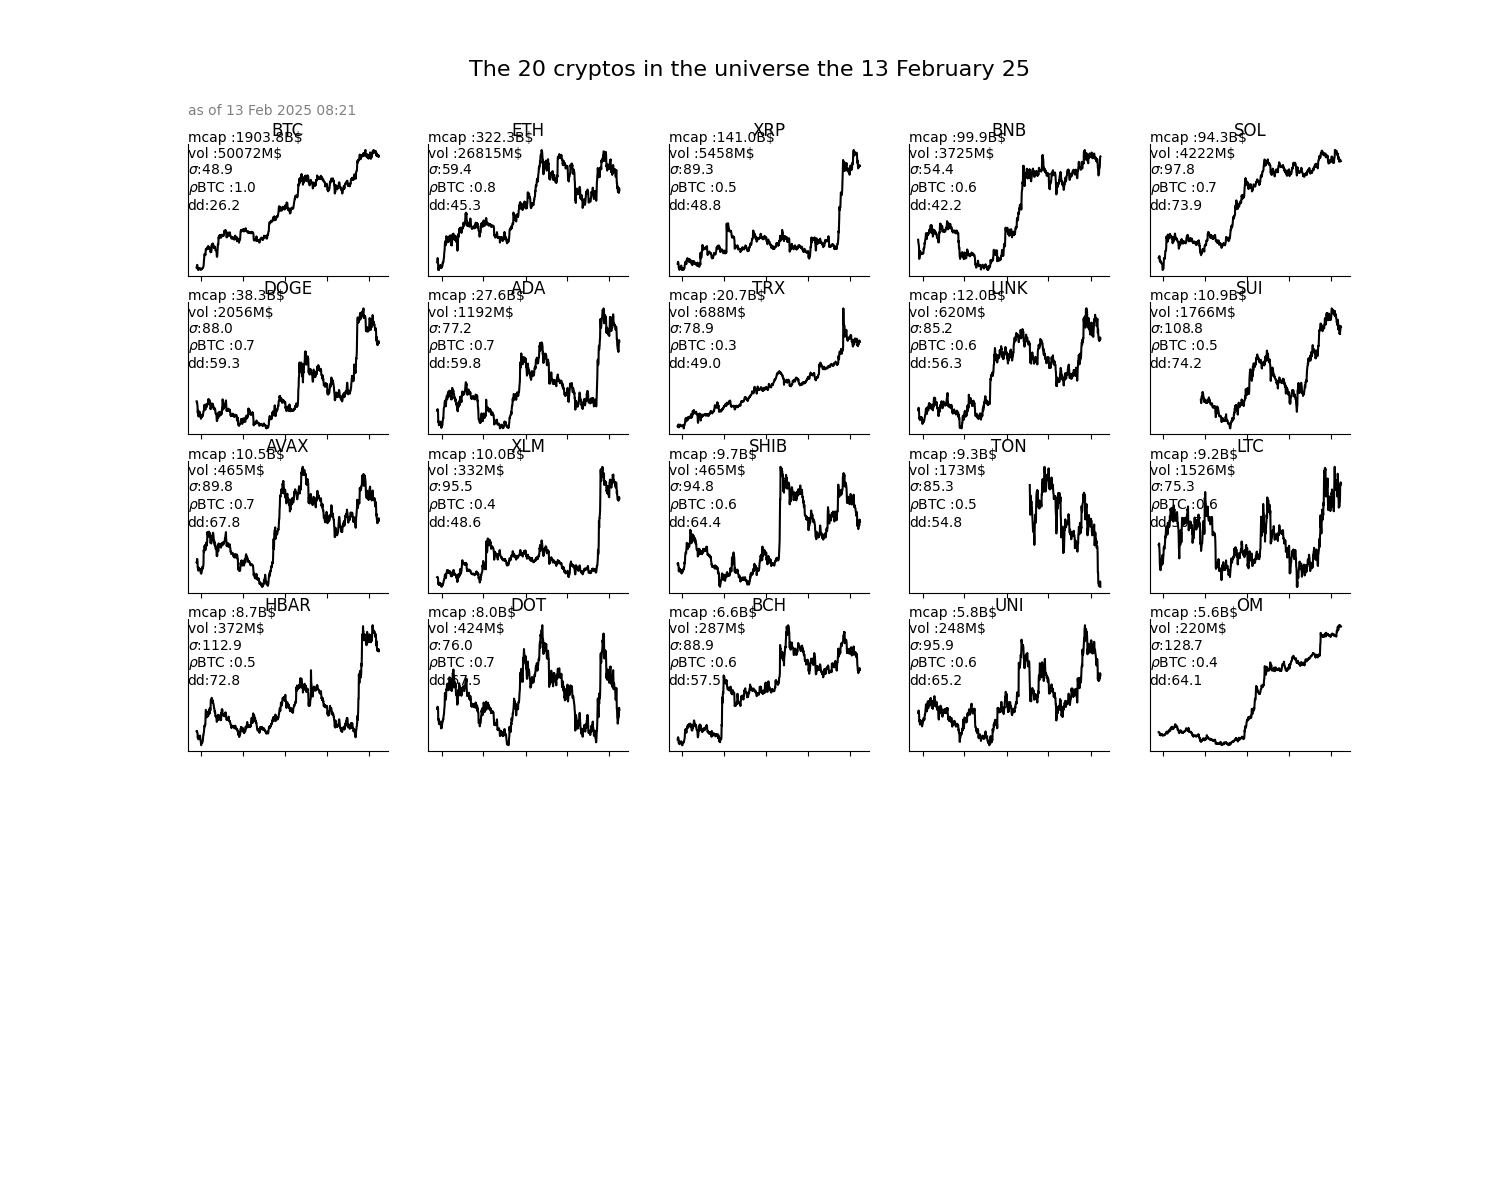 The 20 cryptos in the universe the 13 February 25
as of 13 Feb 2025 08:21
BTC
mcap :1903.8B$
vol :50072M$
σ:48.9
ρBTC :1.0
dd:26.2
ETH
mcap :322.3B$
vol :26815M$
σ:59.4
ρBTC :0.8
dd:45.3
XRP
mcap :141.0B$
vol :5458M$
σ:89.3
ρBTC :0.5
dd:48.8
BNB
mcap :99.9B$
vol :3725M$
σ:54.4
ρBTC :0.6
dd:42.2
SOL
mcap :94.3B$
vol :4222M$
σ:97.8
ρBTC :0.7
dd:73.9
DOGE
mcap :38.3B$
vol :2056M$
σ:88.0
ρBTC :0.7
dd:59.3
ADA
mcap :27.6B$
vol :1192M$
σ:77.2
ρBTC :0.7
dd:59.8
TRX
mcap :20.7B$
vol :688M$
σ:78.9
ρBTC :0.3
dd:49.0
LINK
mcap :12.0B$
vol :620M$
σ:85.2
ρBTC :0.6
dd:56.3
SUI
mcap :10.9B$
vol :1766M$
σ:108.8
ρBTC :0.5
dd:74.2
AVAX
mcap :10.5B$
vol :465M$
σ:89.8
ρBTC :0.7
dd:67.8
XLM
mcap :10.0B$
vol :332M$
σ:95.5
ρBTC :0.4
dd:48.6
SHIB
mcap :9.7B$
vol :465M$
σ:94.8
ρBTC :0.6
dd:64.4
TON
mcap :9.3B$
vol :173M$
σ:85.3
ρBTC :0.5
dd:54.8
LTC
mcap :9.2B$
vol :1526M$
σ:75.3
ρBTC :0.6
HBAR
mcap :8.7B$
vol :372M$
σ:112.9
ρBTC :0.5
dd:72.8
DOT
mcap :8.0B$
vol :424M$
σ:76.0
ρBTC :0.7
dd:67.5
BCH
mcap :6.6B$
vol :287M$
σ:88.9
ρBTC :0.6
dd:57.5
UNI
mcap :5.8B$
vol :248M$
σ:95.9
ρBTC :0.6
dd:65.2
OM
mcap :5.6B$
vol :220M$
σ:128.7
ρBTC :0.4
dd:64.1